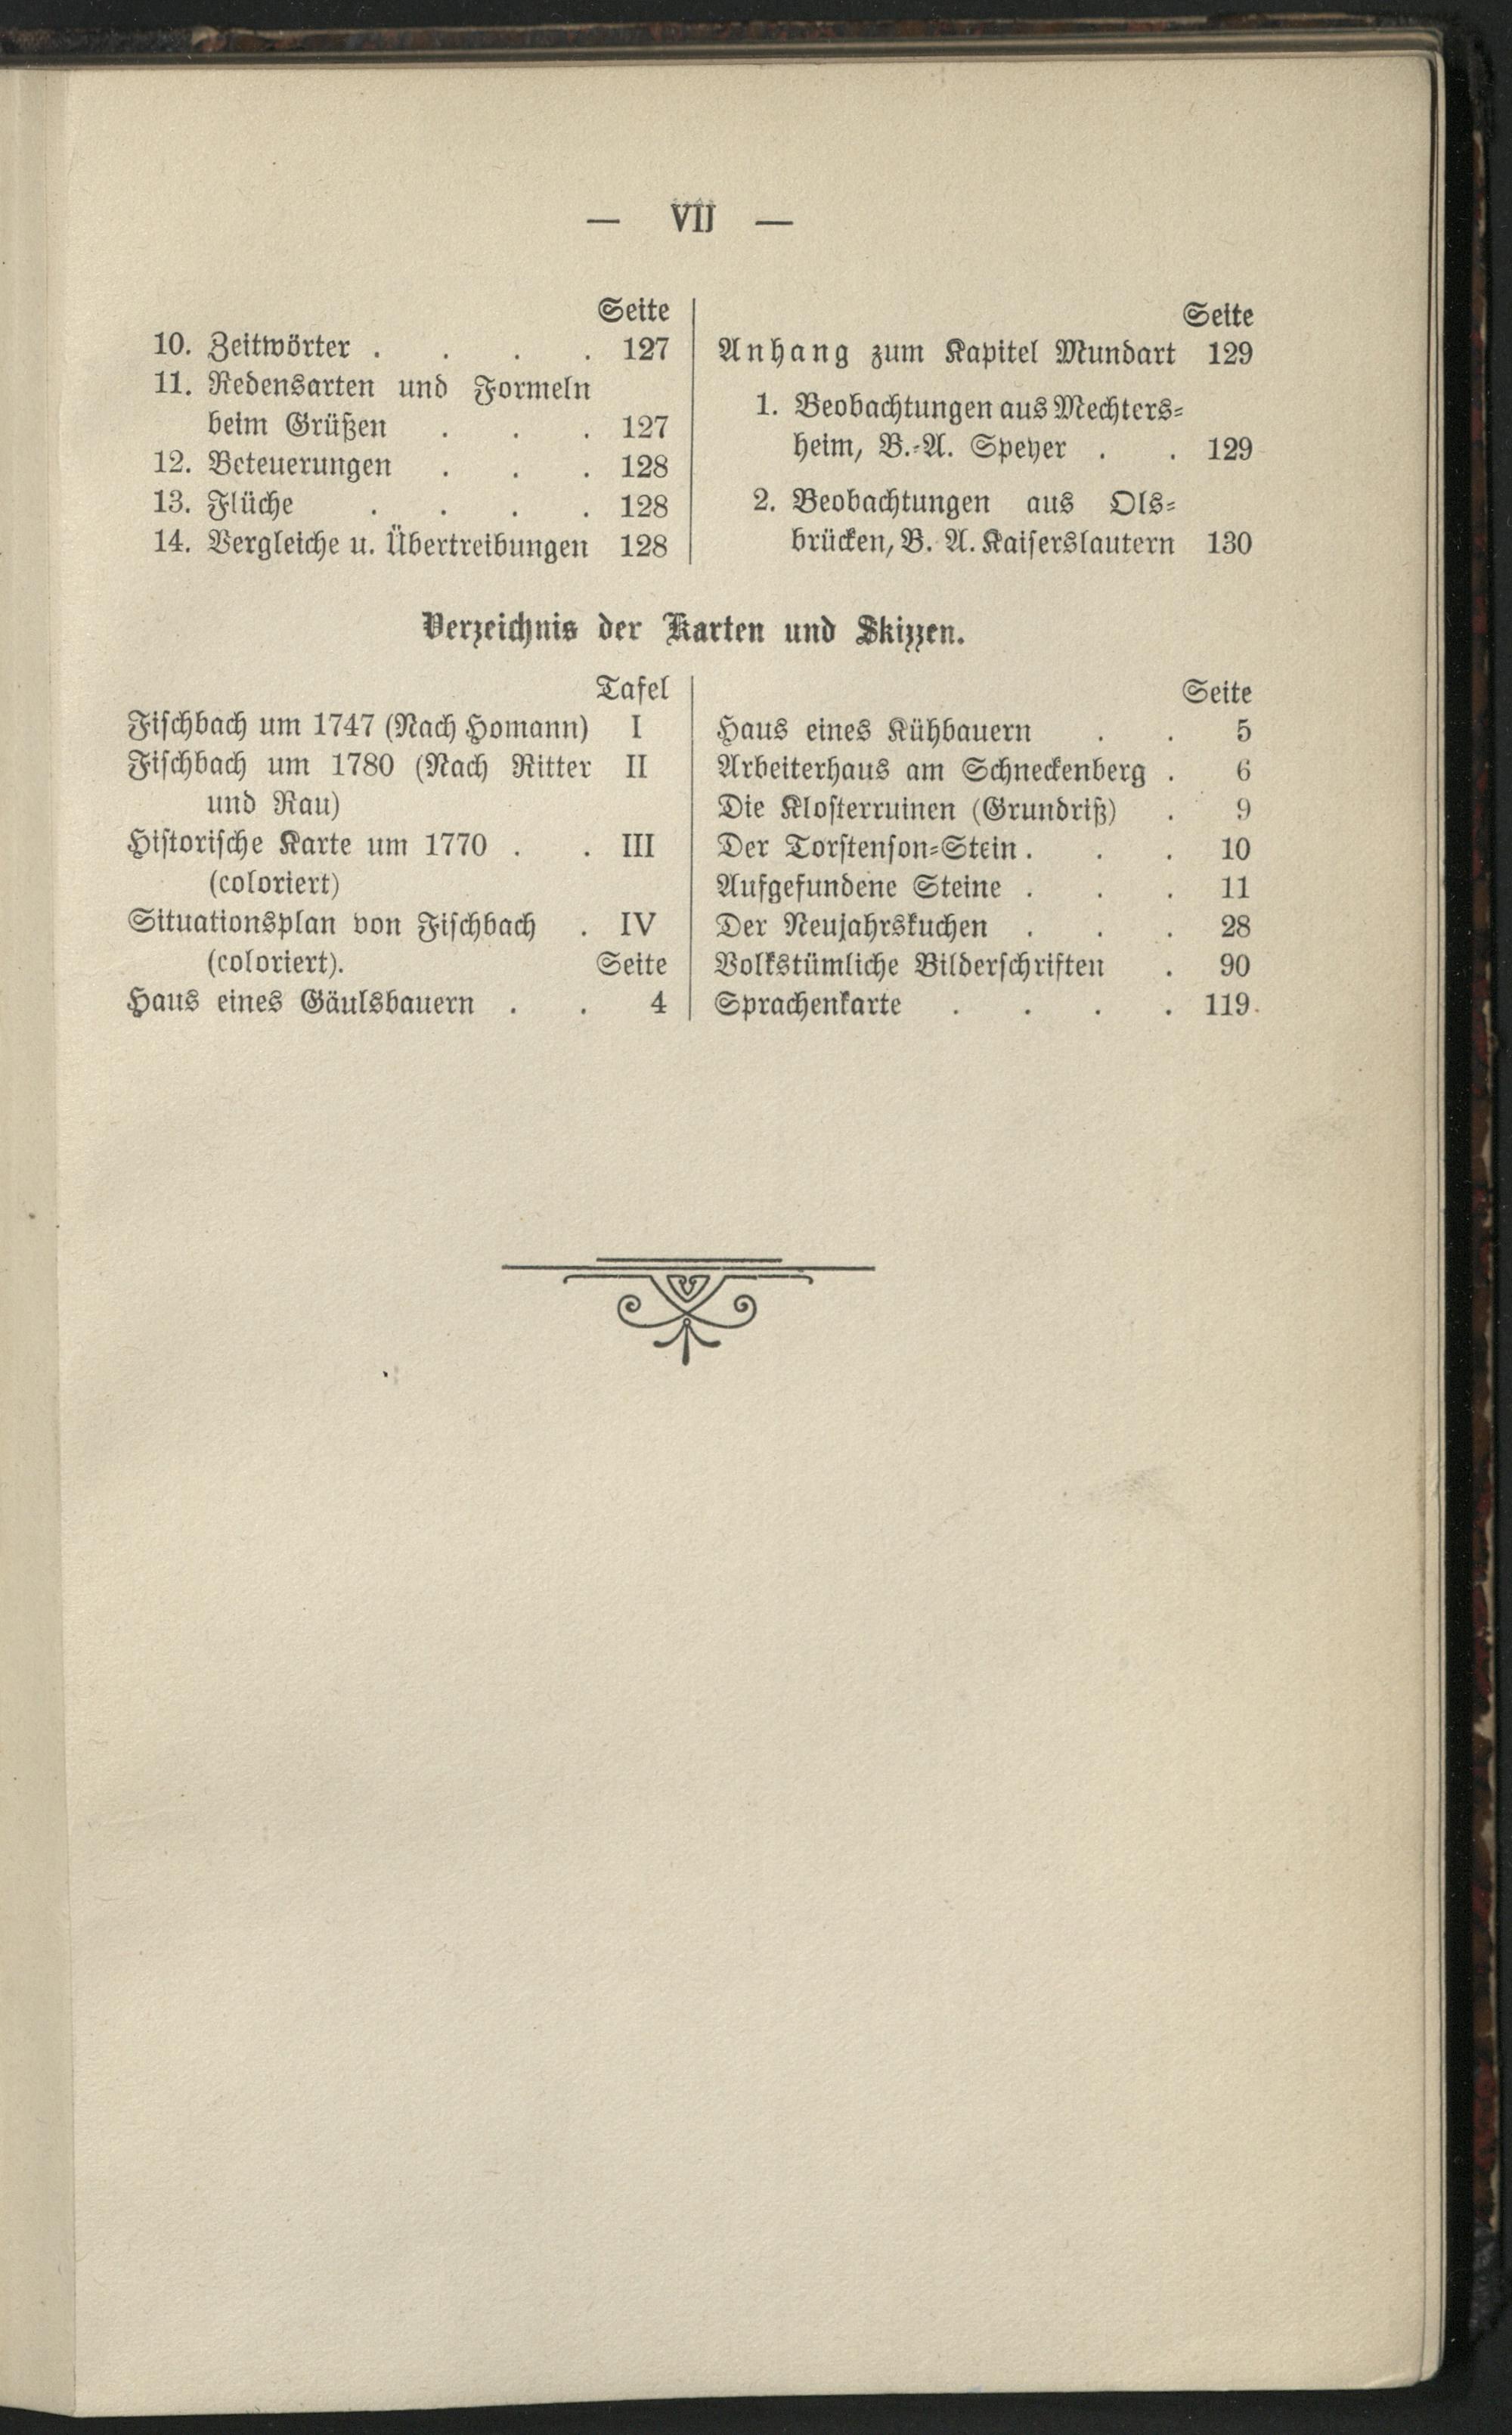 — VII —
Seite
10. Zeitwörter . . . . 127
11. Redensarten und Formeln
beim Grüßen . . . 127
12. Beteuerungen . . . 128
13. Flüche . . . . 128
14. Vergleiche u. Übertreibungen 128
Seite
Anhang zum Kapitel Mundart 129
1. Beobachtungen aus Mechters-
heim, B.-A. Speyer . . 129
2. Beobachtungen aus Ols-
brücken, B. A. Kaiserslautern 130
Verzeichnis der Karten und Skizzen.
Tafel
Fischbach um 1747 (Nach Homann) I
Fischbach um 1780 (Nach Ritter II
und Rau)
Historische Karte um 1770 . . III
(coloriert)
Situationsplan von Fischbach . IV
(coloriert). Seite
Haus eines Gäulsbauern . . 4
Seite
Haus eines Kühbauern . . 5
Arbeiterhaus am Schneckenberg . 6
Die Klosterruinen (Grundriß) . 9
Der Torstenson-Stein . . . 10
Aufgefundene Steine . . . 11
Der Neujahrskuchen . . . 28
Volkstümliche Bilderschriften . 90
Sprachenkarte . . . . 119.